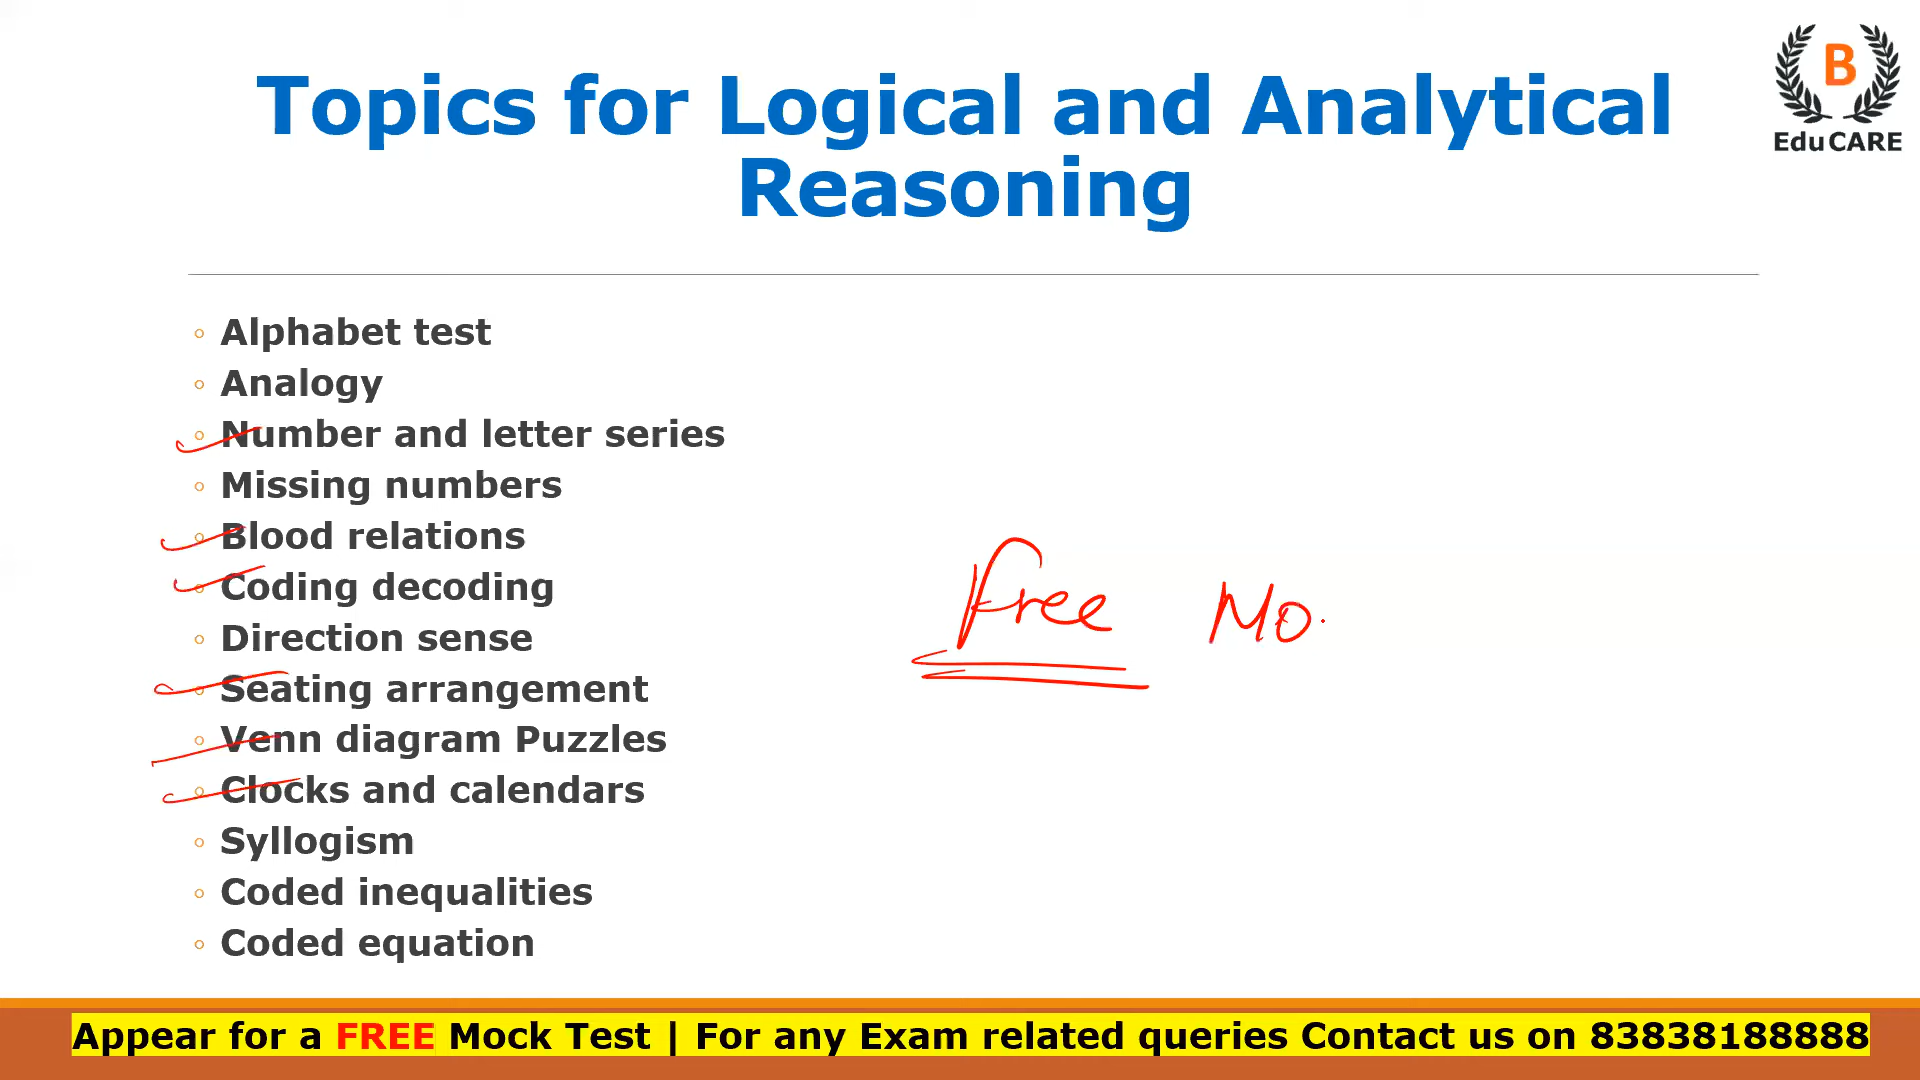 B
EduCARE
Topics for Logical and Analytical
Reasoning
◦ Alphabet test
◦ Analogy
◦ Number and letter series
◦ Missing numbers
◦ Blood relations
◦ Coding decoding
◦ Direction sense
◦ Seating arrangement
◦ Venn diagram Puzzles
◦ Clocks and calendars
◦ Syllogism
◦ Coded inequalities
◦ Coded equation
Free Mo.
Appear for a FREE Mock Test | For any Exam related queries Contact us on 83838188888